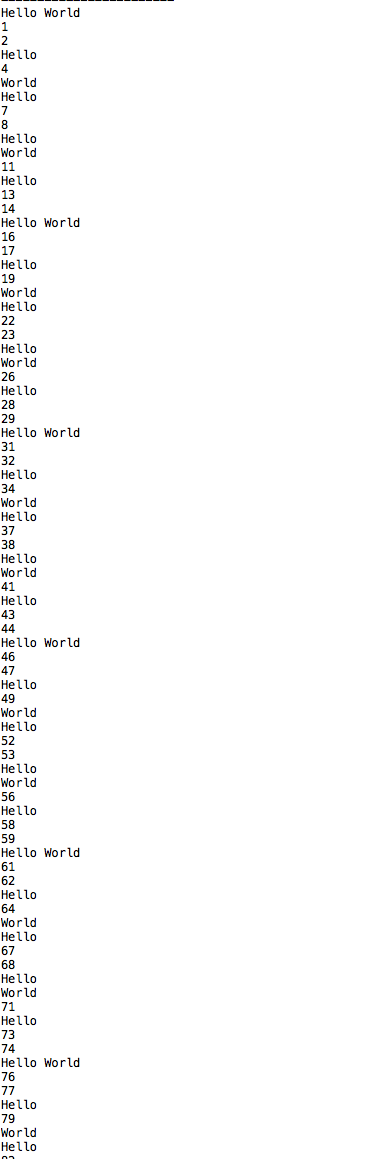 Hello World
1
2
Hello
4
World
Hello
7
8
Hello
World
11
Hello
13
14
Hello World
16
17
Hello
19
World
Hello
22
23
Hello
World
26
Hello
28
29
Hello World
31
32
Hello
34
World
Hello
37
38
Hello
World
41
Hello
43
44
Hello World
46
47
Hello
49
World
Hello
52
53
Hello
World
56
Hello
58
59
Hello World
61
62
Hello
64
World
Hello
67
68
Hello
World
71
Hello
73
74
Hello World
76
77
Hello
79
World
Hello